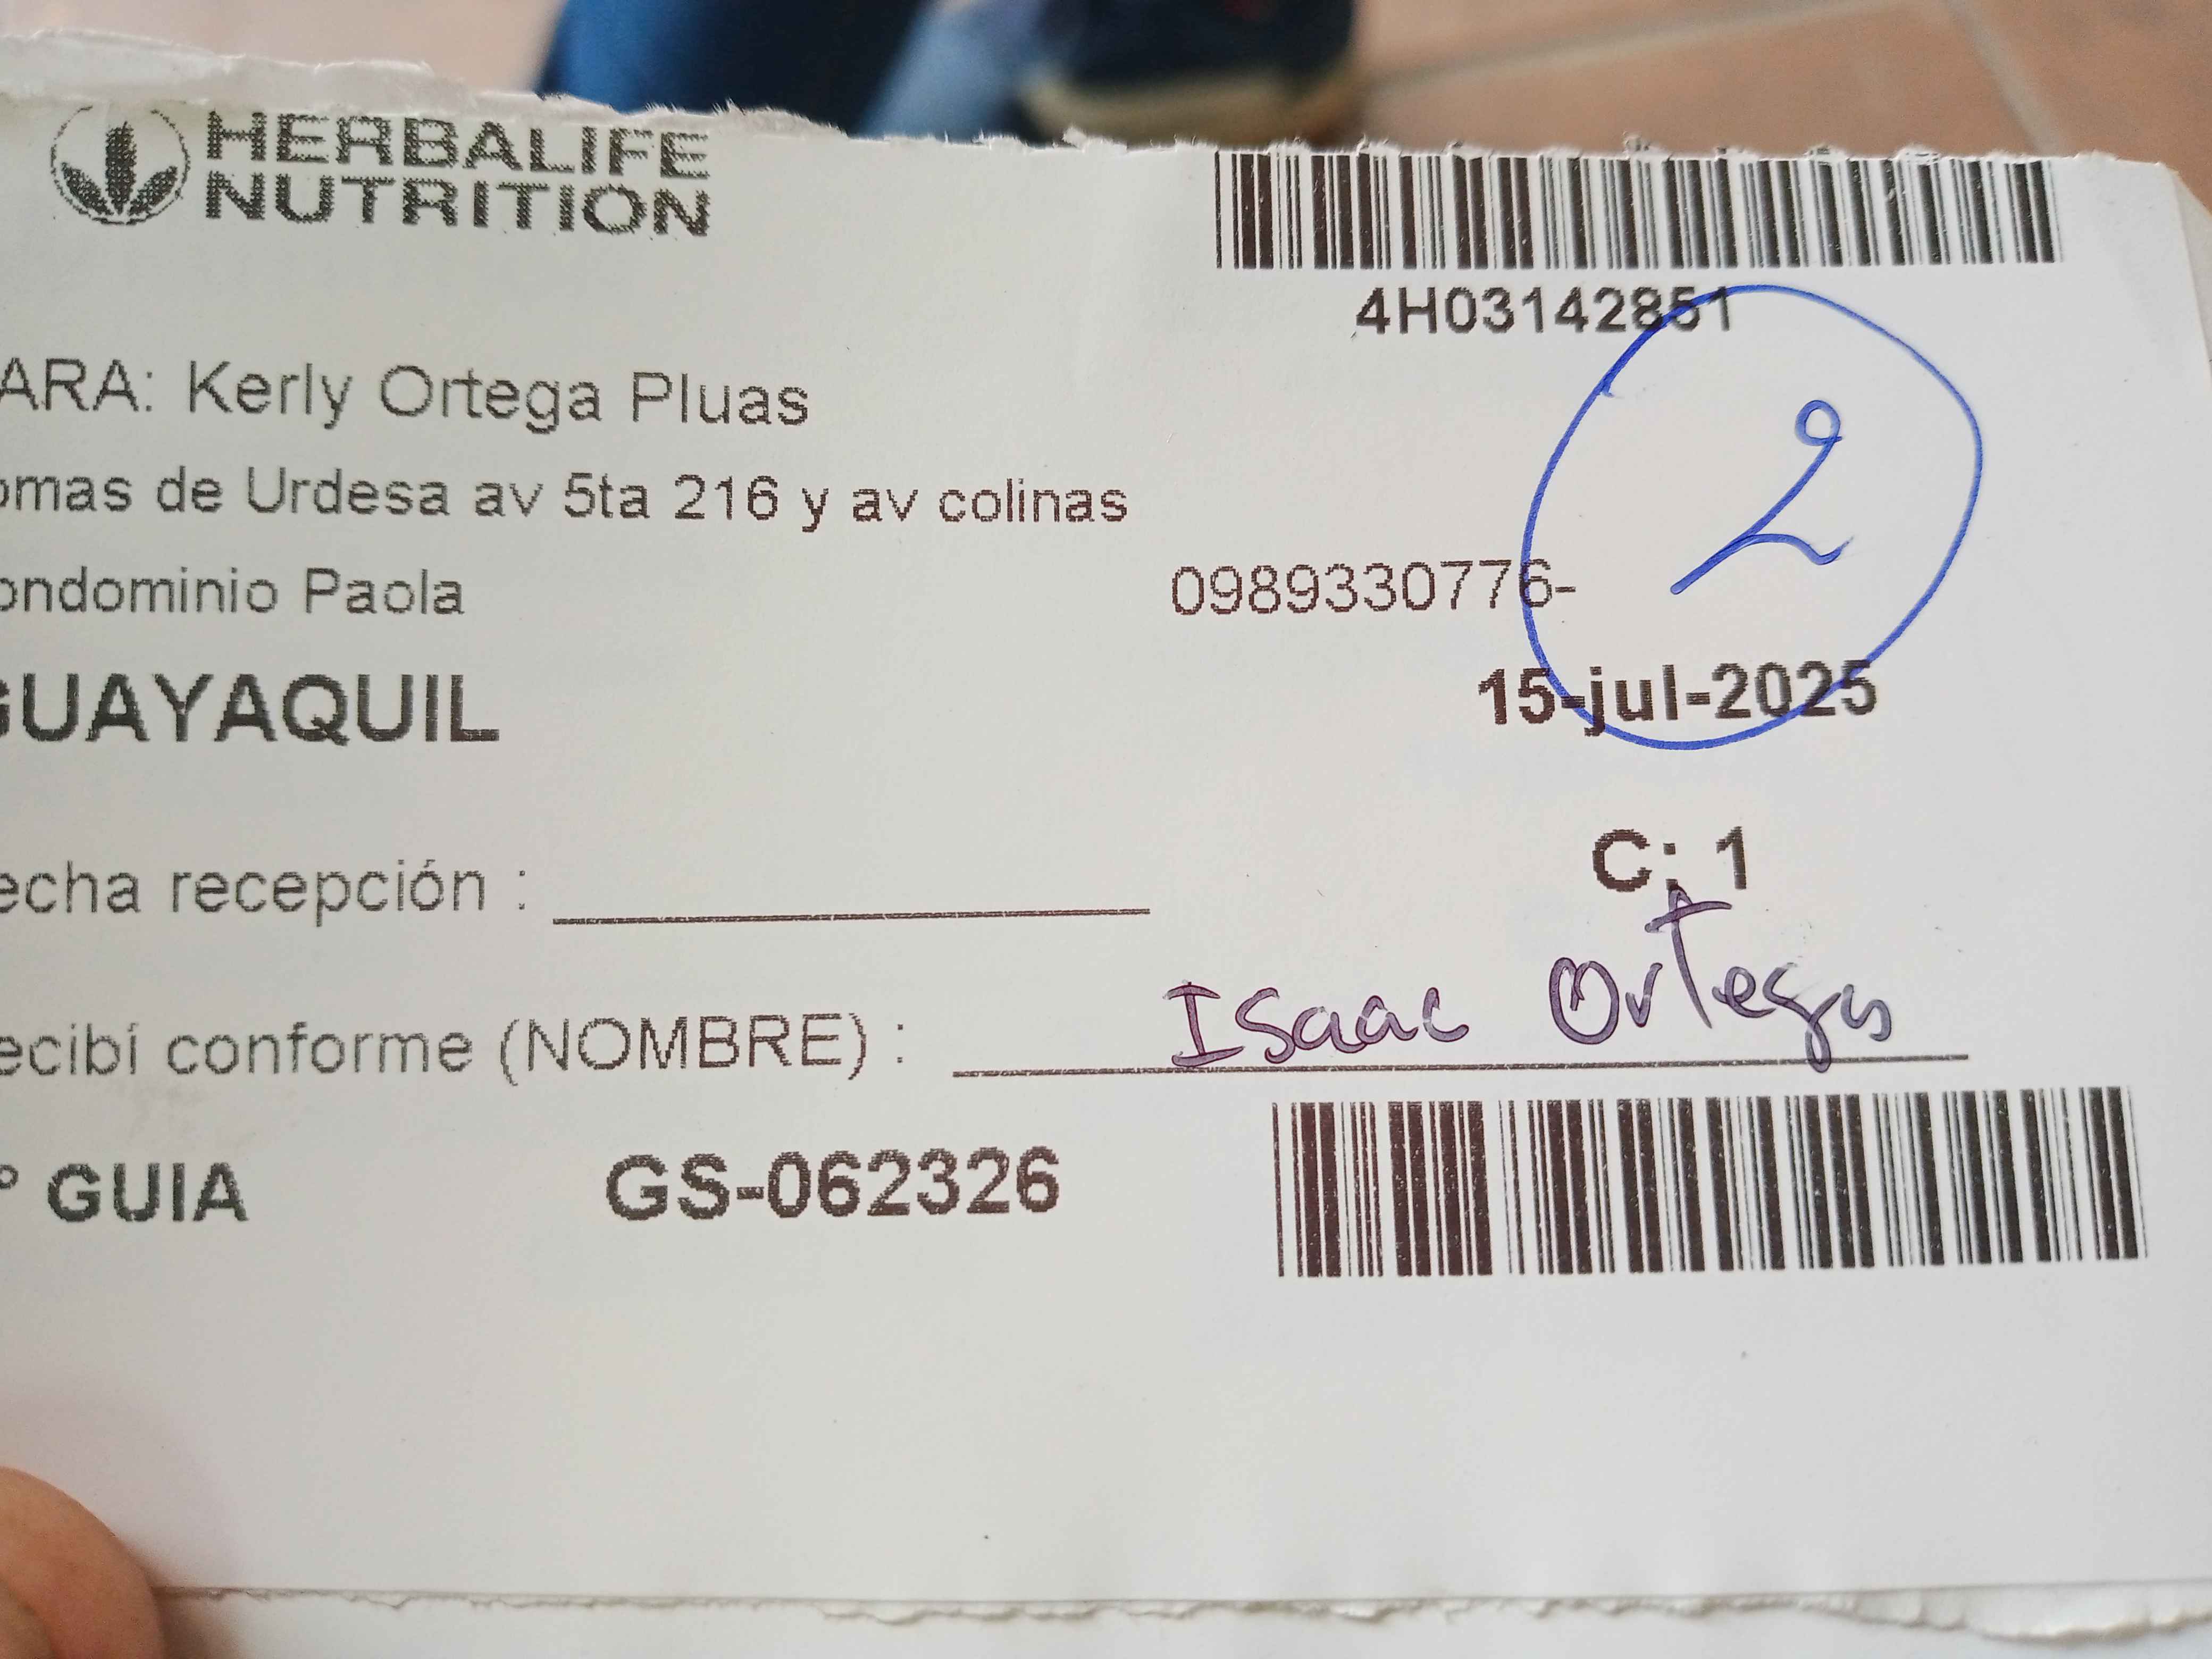 HERBALIFE
NUTRITION
4H03142851
ARA: Kerly Ortega Pluas
omas de Urdesa av 5ta 216 y av colinas
2
ondominio Paola
0989330776-
GUAYAQUIL
15-jul-2025
C: 1
echa recepción :
ecibí conforme (NOMBRE) : Isaac Ortega
° GUIA GS-062326